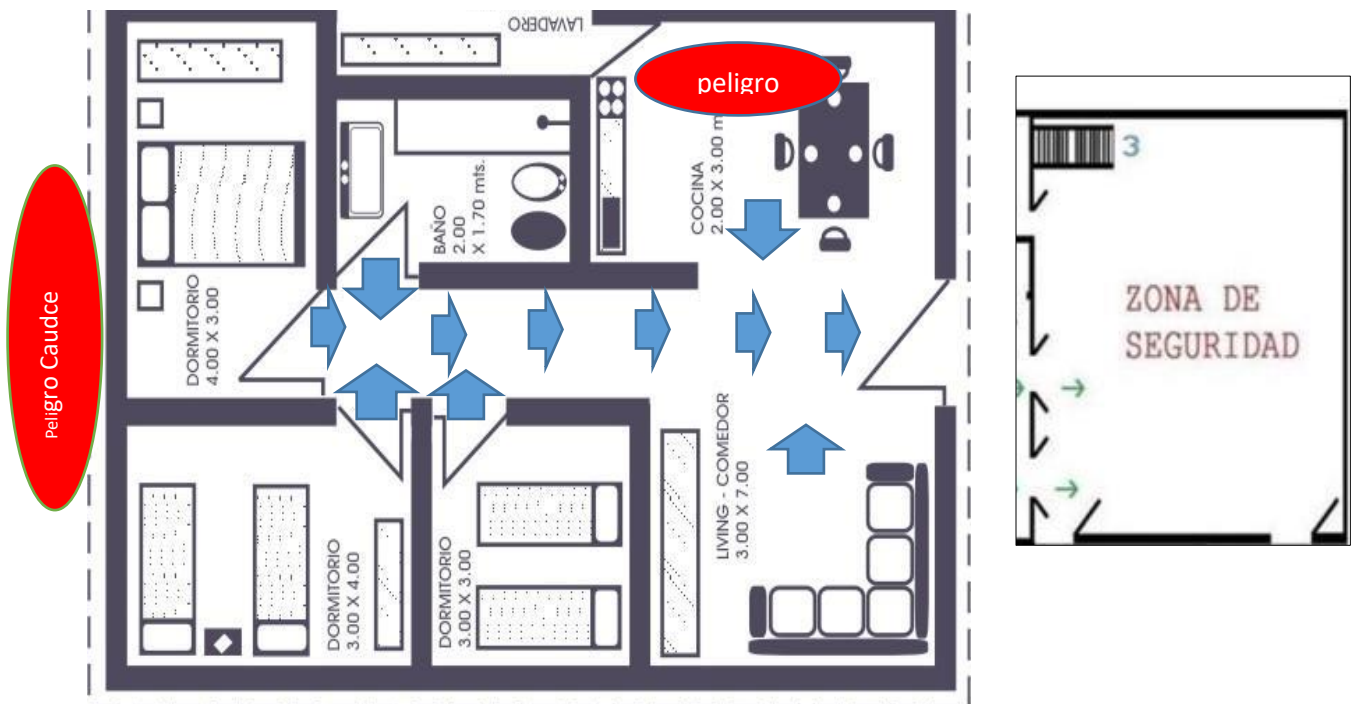 LAVADERO
peligro
COCINA
2.00 X 3.00 m
3
BAÑO
2.00
X 1.70 mts.
DORMITORIO
4.00 X 3.00
Peligro Caudce
ZONA DE
SEGURIDAD
LIVING - COMEDOR
3.00 X 7.00
DORMITORIO
3.00 X 4.00
DORMITORIO
3.00 X 3.00